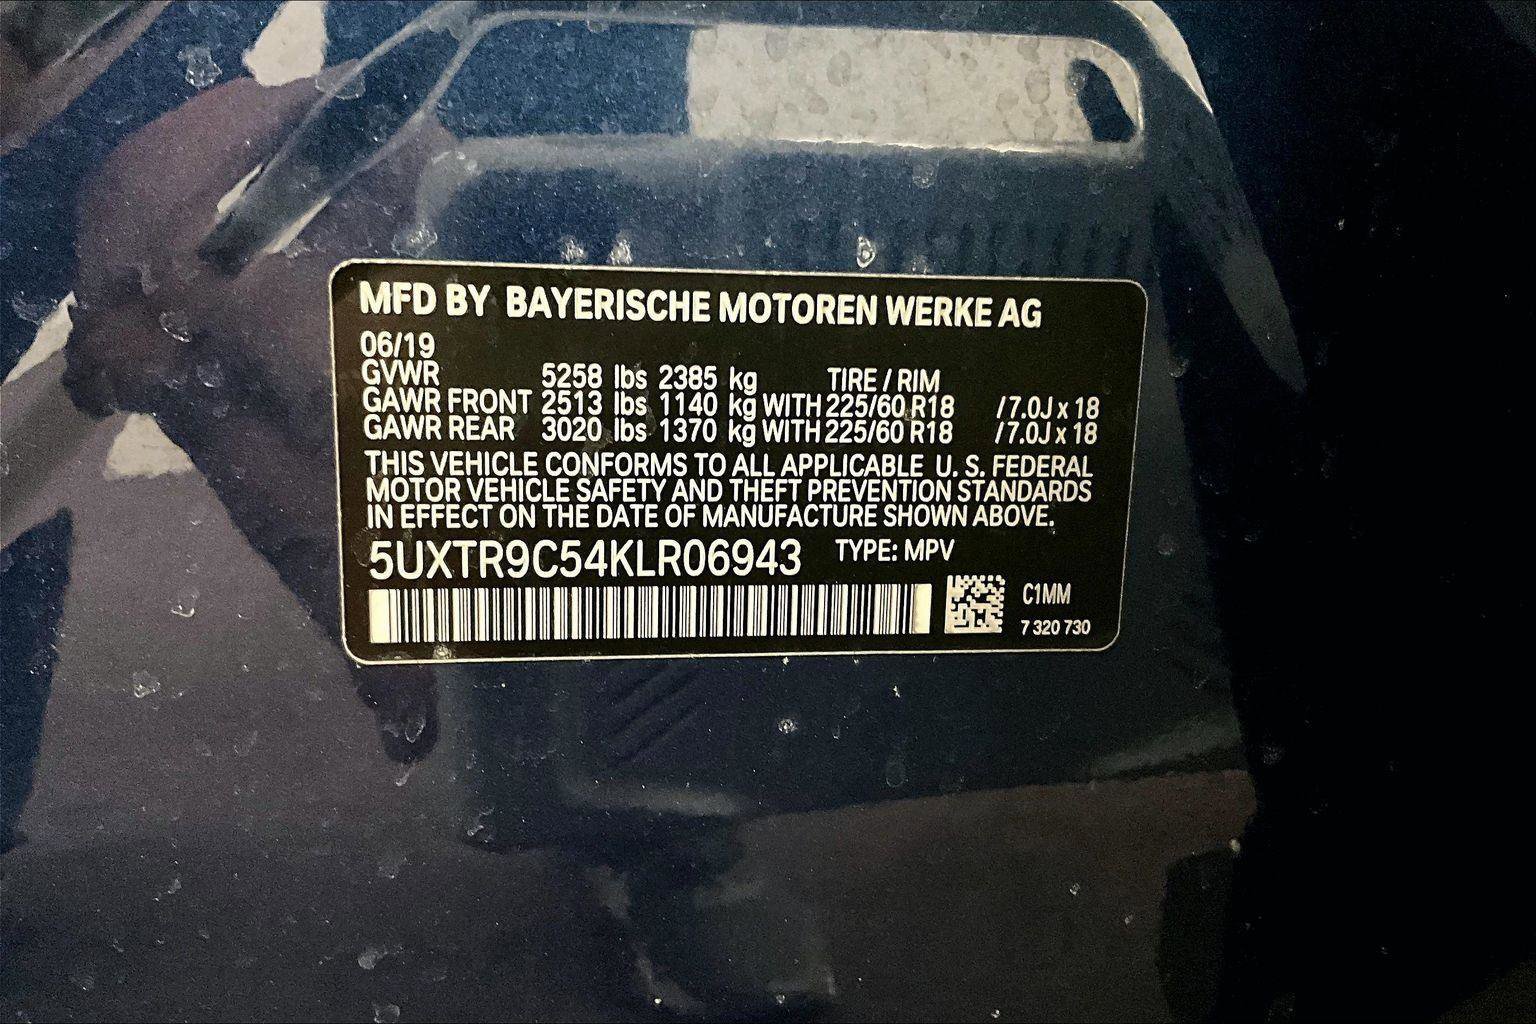 MFD BY BAYERISCHE MOTOREN WERKE AG
06/19
GVWR 5258 lbs 2385 kg TIRE / RIM
GAWR FRONT 2513 lbs 1140 kg WITH 225/60 R18 / 7.0J x 18
GAWR REAR 3020 lbs 1370 kg WITH 225/60 R18 / 7.0J x 18
THIS VEHICLE CONFORMS TO ALL APPLICABLE U. S. FEDERAL
MOTOR VEHICLE SAFETY AND THEFT PREVENTION STANDARDS
IN EFFECT ON THE DATE OF MANUFACTURE SHOWN ABOVE.
5UXTR9C54KLR06943 TYPE: MPV
C1MM
7 320 730